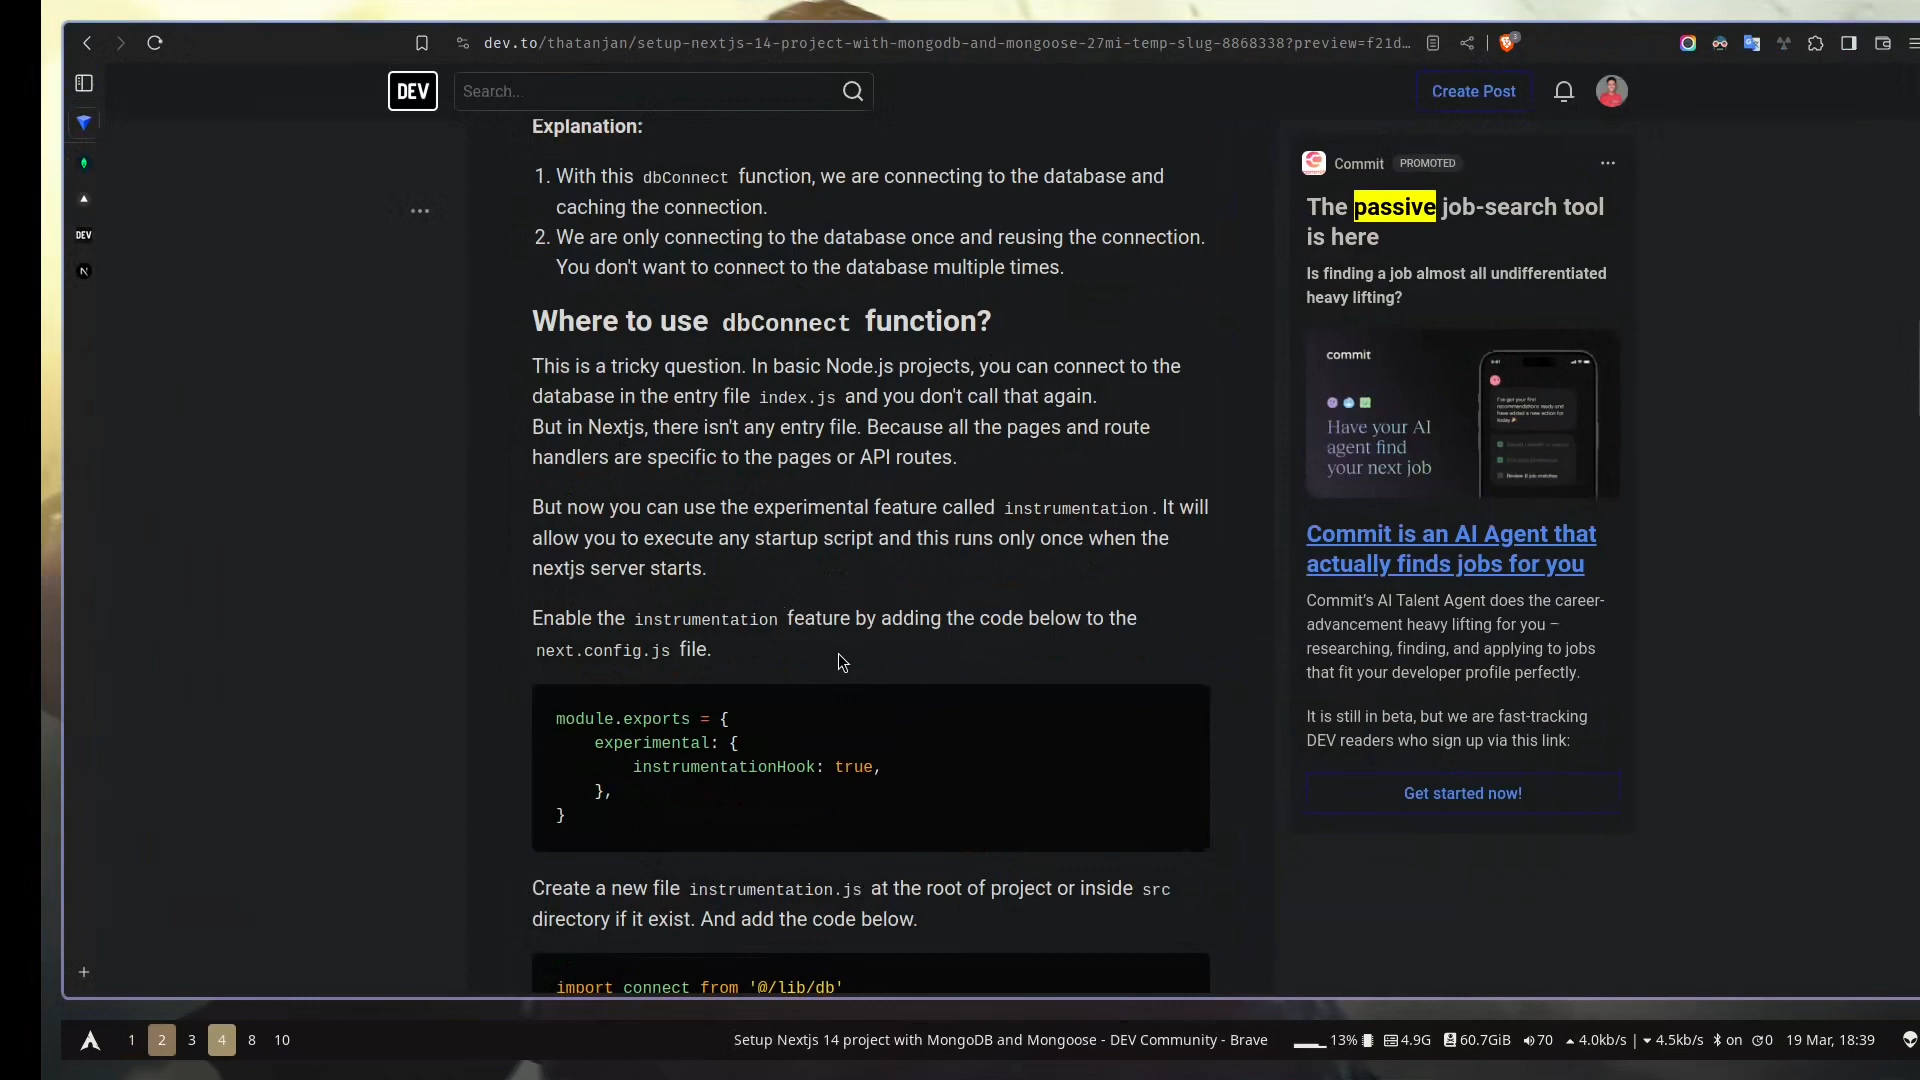 dev.to/thatanjan/setup-nextjs-14-project-with-mongodb-and-mongoose-27mi-temp-slug-8868338?preview=f21d…
3
DEV
Search...
Create Post
DEV
N
Explanation:
1. With this dbConnect function, we are connecting to the database and
caching the connection.
2. We are only connecting to the database once and reusing the connection.
You don't want to connect to the database multiple times.
Where to use dbConnect function?
This is a tricky question. In basic Node.js projects, you can connect to the
database in the entry file index.js and you don't call that again.
But in Nextjs, there isn't any entry file. Because all the pages and route
handlers are specific to the pages or API routes.
But now you can use the experimental feature called instrumentation. It will
allow you to execute any startup script and this runs only once when the
nextjs server starts.
Enable the instrumentation feature by adding the code below to the
next.config.js file.
module.exports = {
experimental: {
instrumentationHook: true,
},
}
Create a new file instrumentation.js at the root of project or inside src
directory if it exist. And add the code below.
import connect from '@/lib/db'
Commit PROMOTED
The passive job-search tool
is here
Is finding a job almost all undifferentiated
heavy lifting?
commit
Have your AI
agent find
your next job
Commit is an AI Agent that
actually finds jobs for you
Commit's AI Talent Agent does the career-
advancement heavy lifting for you –
researching, finding, and applying to jobs
that fit your developer profile perfectly.
It is still in beta, but we are fast-tracking
DEV readers who sign up via this link:
Get started now!
1 2 3 4 8 10
Setup Nextjs 14 project with MongoDB and Mongoose - DEV Community - Brave
13% 4.9G 60.7GiB 70 4.0kb/s | 4.5kb/s on 0 19 Mar, 18:39